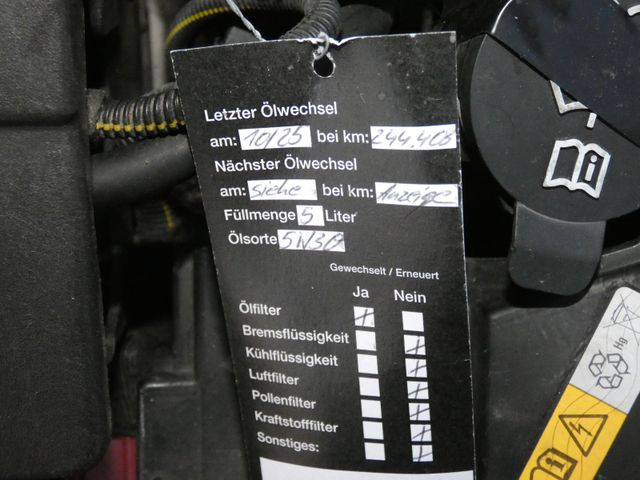 Letzter Ölwechsel
am: 10/25 bei km: 244.406
Nächster Ölwechsel
am: siehe bei km: Anzeige
Füllmenge 5 Liter
Ölsorte 5W30
Gewechselt / Erneuert
Ja Nein
Ölfilter
Bremsflüssigkeit
Kühlflüssigkeit
Luftfilter
Pollenfilter
Kraftstofffilter
Sonstiges:
Hg